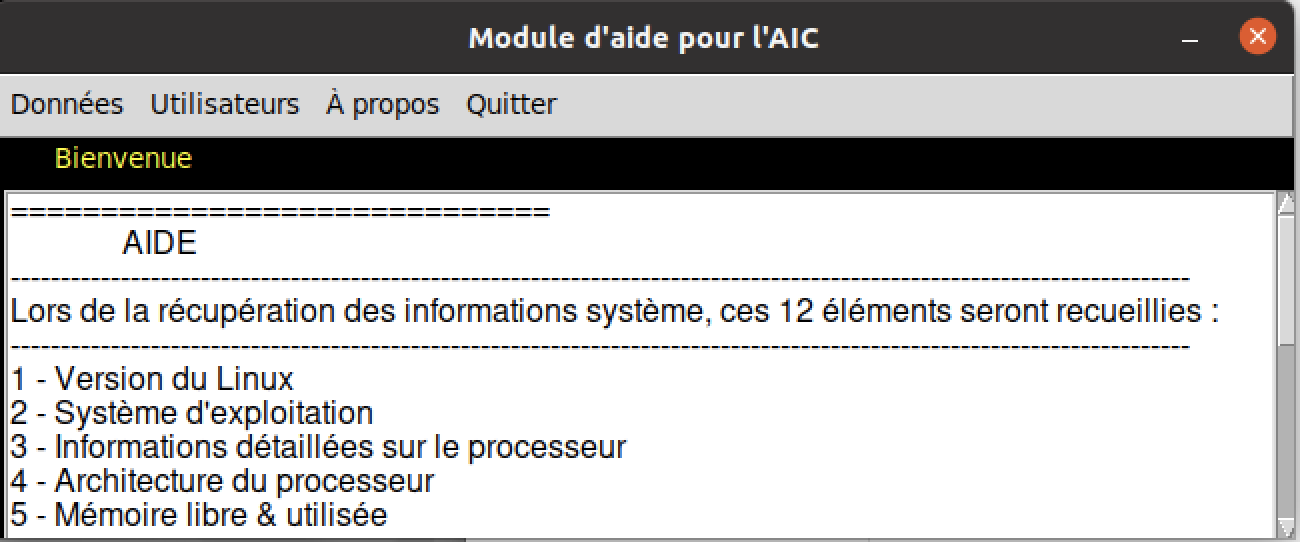 Module d'aide pour l'AIC
Données Utilisateurs À propos Quitter
Bienvenue
==============================
AIDE
Lors de la récupération des informations système, ces 12 éléments seront recueillies :
1 - Version du Linux
2 - Système d'exploitation
3 - Informations détaillées sur le processeur
4 - Architecture du processeur
5 - Mémoire libre & utilisée